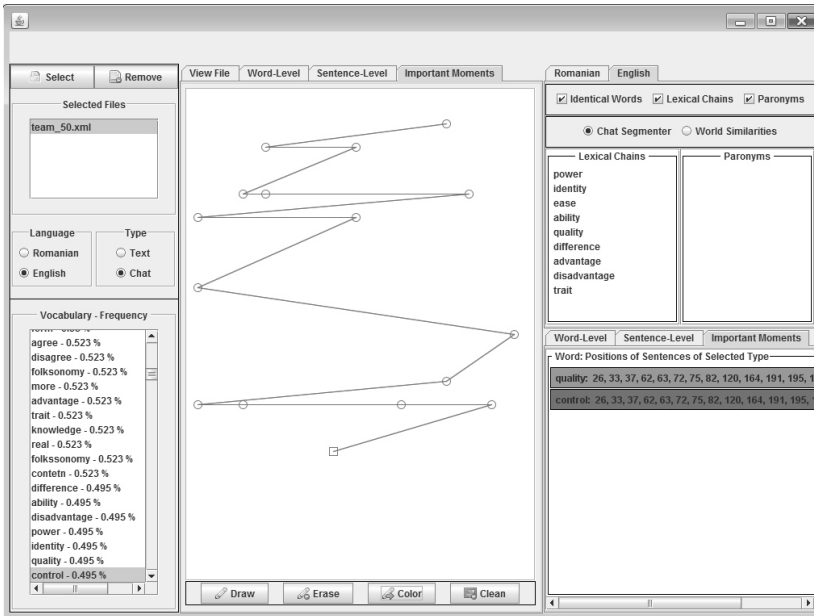 Select
Remove
View File
Word-Level
Sentence-Level
Important Moments
Romanian
English
Selected Files
team_50.xml
Language
Romanian
English
Type
Text
Chat
Vocabulary - Frequency
agree - 0.523 %
disagree - 0.523 %
folksonomy - 0.523 %
more - 0.523 %
advantage - 0.523 %
trait - 0.523 %
knowledge - 0.523 %
real - 0.523 %
folkssonomy - 0.523 %
contetn - 0.523 %
difference - 0.495 %
ability - 0.495 %
disadvantage - 0.495 %
power - 0.495 %
identity - 0.495 %
quality - 0.495 %
control - 0.495 %
Draw
Erase
Color
Clean
Identical Words
Lexical Chains
Paronyms
Chat Segmenter
World Similarities
Lexical Chains
power
identity
ease
ability
quality
difference
advantage
disadvantage
trait
Paronyms
Word-Level
Sentence-Level
Important Moments
Word: Positions of Sentences of Selected Type
quality: 26, 33, 37, 62, 63, 72, 75, 82, 120, 164, 191, 195,
control: 26, 33, 37, 62, 63, 72, 75, 82, 120, 164, 191, 195,